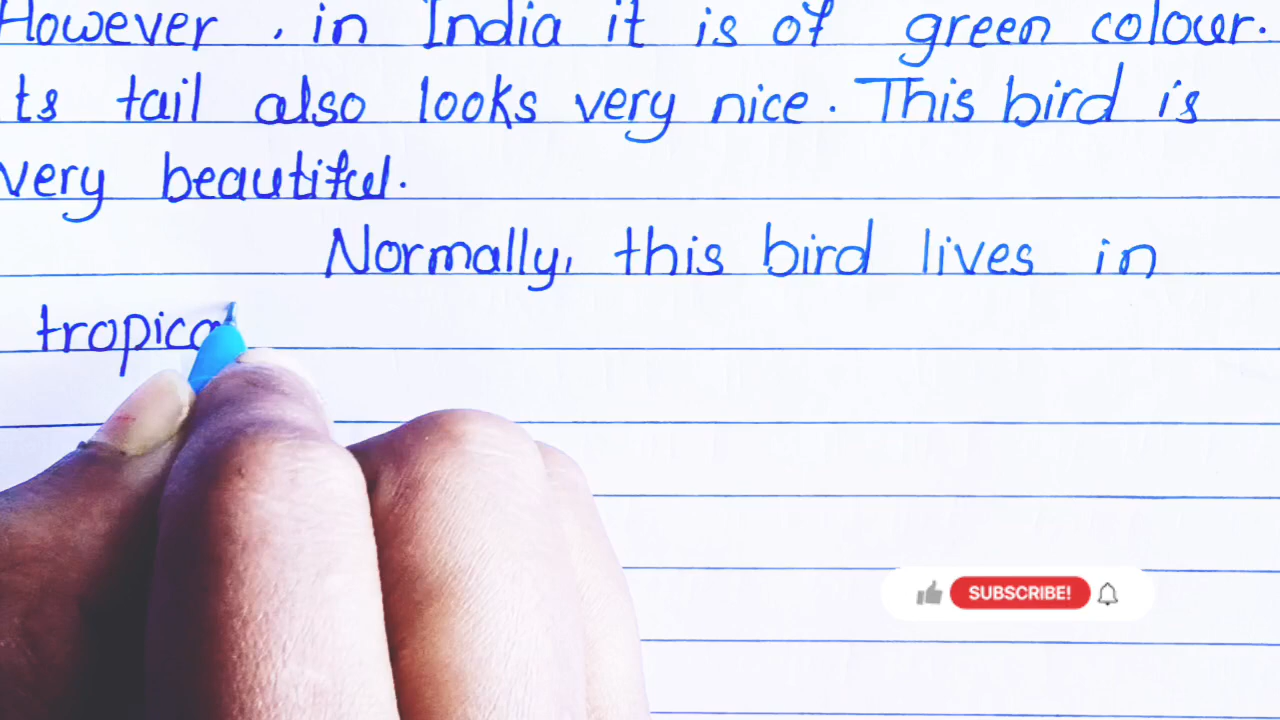 However, in India it is of green colour.
ts tail also looks very nice. This bird is
very beautiful.
Normally, this bird lives in
tropica
SUBSCRIBE!